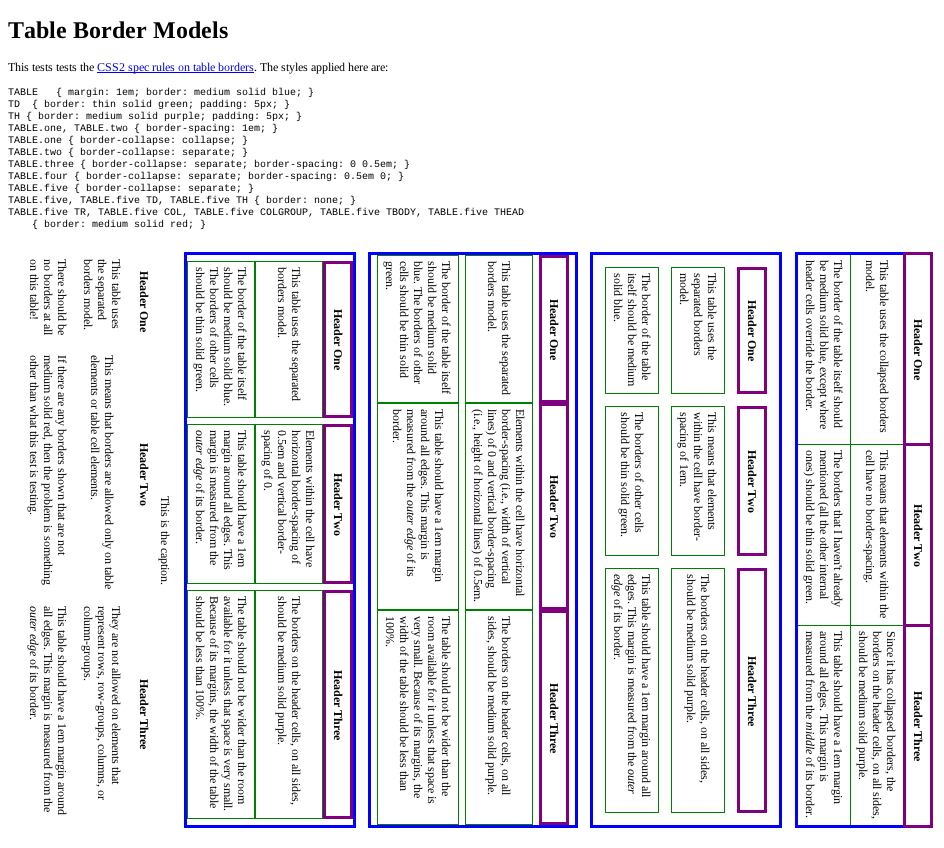 Table Border Models
This tests tests the CSS2 spec rules on table borders. The styles applied here are:
TABLE   { margin: 1em; border: medium solid blue; }
TD  { border: thin solid green; padding: 5px; }
TH { border: medium solid purple; padding: 5px; }
TABLE.one, TABLE.two { border-spacing: 1em; }
TABLE.one { border-collapse: collapse; }
TABLE.two { border-collapse: separate; }
TABLE.three { border-collapse: separate; border-spacing: 0 0.5em; }
TABLE.four { border-collapse: separate; border-spacing: 0.5em 0; }
TABLE.five { border-collapse: separate; }
TABLE.five, TABLE.five TD, TABLE.five TH { border: none; }
TABLE.five TR, TABLE.five COL, TABLE.five COLGROUP, TABLE.five TBODY, TABLE.five THEAD
    { border: medium solid red; }
Header One
Header Two
Header Three
This table uses the collapsed borders
model.
This means that elements within the
cell have no border-spacing.
Since it has collapsed borders, the
borders on the header cells, on all sides,
should be medium solid purple.
The border of the table itself should
be medium solid blue, except where
header cells override the border.
The borders that I haven't already
mentioned (all the other internal
ones) should be thin solid green.
This table should have a 1em margin
around all edges. This margin is
measured from the middle of its border.
Header One
Header Two
Header Three
This table uses the
separated borders
model.
This means that elements
within the cell have border-
spacing of 1em.
The borders on the header cells, on all sides,
should be medium solid purple.
The border of the table
itself should be medium
solid blue.
The borders of other cells
should be thin solid green.
This table should have a 1em margin around all
edges. This margin is measured from the outer
edge of its border.
Header One
Header Two
Header Three
This table uses the separated
borders model.
Elements within the cell have horizontal
border-spacing (i.e., width of vertical
lines) of 0 and vertical border-spacing
(i.e., height of horizontal lines) of 0.5em.
The borders on the header cells, on all
sides, should be medium solid purple.
The border of the table itself
should be medium solid
blue. The borders of other
cells should be thin solid
green.
This table should have a 1em margin
around all edges. This margin is
measured from the outer edge of its
border.
The table should not be wider than the
room available for it unless that space is
very small. Because of its margins, the
width of the table should be less than
100%.
Header One
Header Two
Header Three
This table uses the separated
borders model.
Elements within the cell have
horizontal border-spacing of
0.5em and vertical border-
spacing of 0.
The borders on the header cells, on all sides,
should be medium solid purple.
The border of the table itself
should be medium solid blue.
The borders of other cells
should be thin solid green.
This table should have a 1em
margin around all edges. This
margin is measured from the
outer edge of its border.
The table should not be wider than the room
available for it unless that space is very small.
Because of its margins, the width of the table
should be less than 100%.
This is the caption.
Header One
Header Two
Header Three
This table uses
the separated
borders model.
This means that borders are allowed only on table
elements or table cell elements.
They are not allowed on elements that
represent rows, row-groups, columns, or
column-groups.
There should be
no borders at all
on this table!
If there are any borders shown that are not
medium solid red, then the problem is something
other than what this test is testing.
This table should have a 1em margin around
all edges. This margin is measured from the
outer edge of its border.